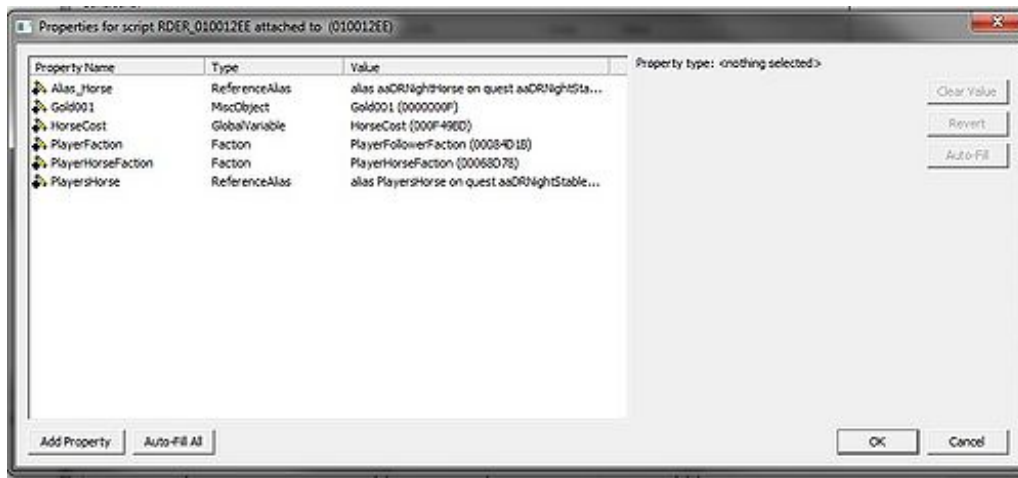 Properties for script RDER_010012EE attached to (010012EE)
Property Name Type Value
Property type: <nothing selected>
Alias_Horse ReferenceAlias alias aaDRNightHorse on quest aaDRNightSta...
Clear Value
Gold001 MiscObject Gold001 (0000000F)
HorseCost GlobalVariable HorseCost (000F49BD)
Revert
PlayerFaction Faction PlayerFollowerFaction (00084D1B)
PlayerHorseFaction Faction PlayerHorseFaction (00068D78)
Auto-Fill
PlayersHorse ReferenceAlias alias PlayersHorse on quest aaDRNightStable...
Add Property Auto-Fill All OK Cancel